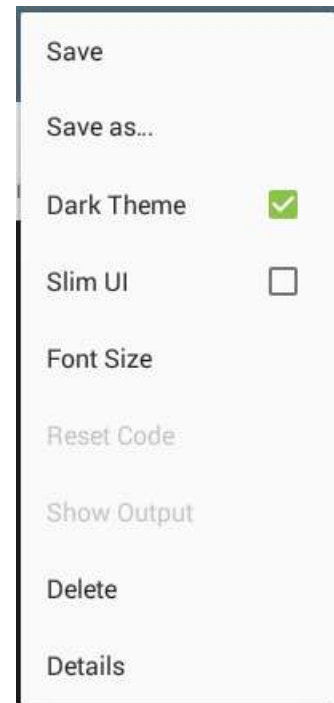 Save
Save as...
Dark Theme
Slim UI
Font Size
Reset Code
Show Output
Delete
Details